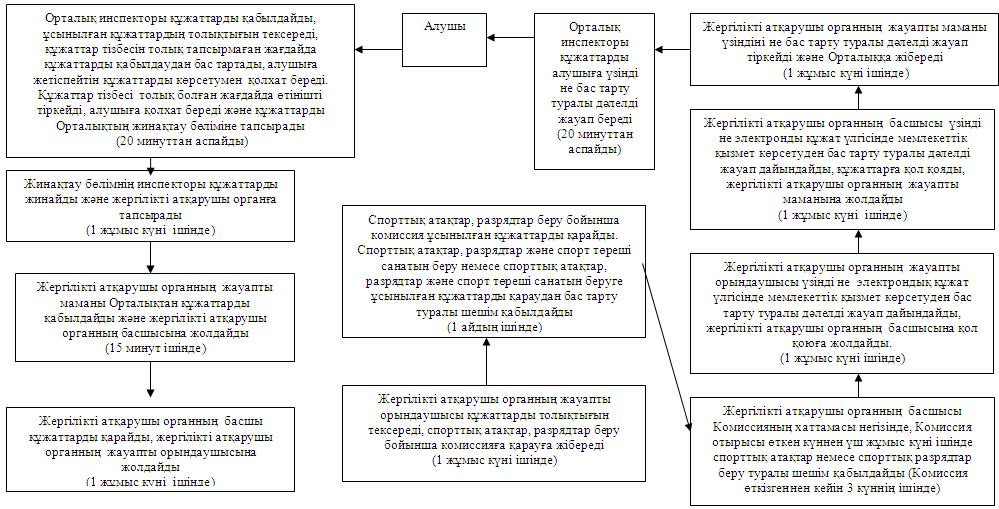 Орталық инспекторы құжаттарды қабылдайды,
ұсынылған құжаттардың толықтығын тексереді,
құжаттар тізбесін толық тапсырмаған жағдайда
құжаттарды қабылдаудан бас тартады, алушыға
жетіспейтін құжаттарды көрсетумен қолхат береді.
Құжаттар тізбесі толық болған жағдайда өтінішті
тіркейді, алушыға қолхат береді және құжаттарды
Орталықтың жинақтау бөліміне тапсырады
(20 минуттан аспайды)
Алушы
Орталық
инспекторы
құжаттарды
алушыға үзінді
не бас тарту
туралы дәлелді
жауап береді
(20 минуттан
аспайды)
Жергілікті атқарушы органның жауапты маманы
үзіндіні не бас тарту туралы дәлелді жауап
тіркейді және Орталыққа жібереді
(1 жұмыс күні ішінде)
Жергілікті атқарушы органның басшысы үзінді
не электронды құжат үлгісінде мемлекеттік
қызмет көрсетуден бас тарту туралы дәлелді
жауап дайындайды, құжаттарға қол қояды,
жергілікті атқарушы органның жауапты
маманына жолдайды
(1 жұмыс күні ішінде)
Жинақтау бөлімнің инспекторы құжаттарды
жинайды және жергілікті атқарушы органға
тапсырады
(1 жұмыс күні ішінде)
Спорттық атақтар, разрядтар беру бойынша
комиссия ұсынылған құжаттарды қарайды.
Спорттық атақтар, разрядтар және спорт төреші
санатын беру немесе спорттық атақтар,
разрядтар және спорт төреші санатын беруге
ұсынылған құжаттарды қараудан бас тарту
туралы шешім қабылдайды
(1 айдың ішінде)
Жергілікті атқарушы органның жауапты
орындаушысы үзінді не электрондық құжат
үлгісінде мемлекеттік қызмет көрсетуден бас
тарту туралы дәлелді жауап дайындайды,
жергілікті атқарушы органның басшысына қол
қоюға жолдайды.
(1 жұмыс күні ішінде)
Жергілікті атқарушы органның жауапты
маманы Орталықтан құжаттарды
қабылдайды және жергілікті атқарушы
органның басшысына жолдайды
(15 минут ішінде)
Жергілікті атқарушы органның басшы
құжаттарды қарайды, жергілікті атқарушы
органның жауапты орындаушысына
жолдайды
(1 жұмыс күні ішінде)
Жергілікті атқарушы органның жауапты
орындаушысы құжаттарды толықтығын
тексереді, спорттық атақтар, разрядтар беру
бойынша комиссияға қарауға жібереді
(1 жұмыс күні ішінде)
Жергілікті атқарушы органның басшысы
Комиссияның хаттамасы негізінде, Комиссия
отырысы өткен күннен үш жұмыс күні ішінде
спорттық атақтар немесе спорттық разрядтар
беру туралы шешім қабылдайды (Комиссия
өткізгеннен кейін 3 күннің ішінде)